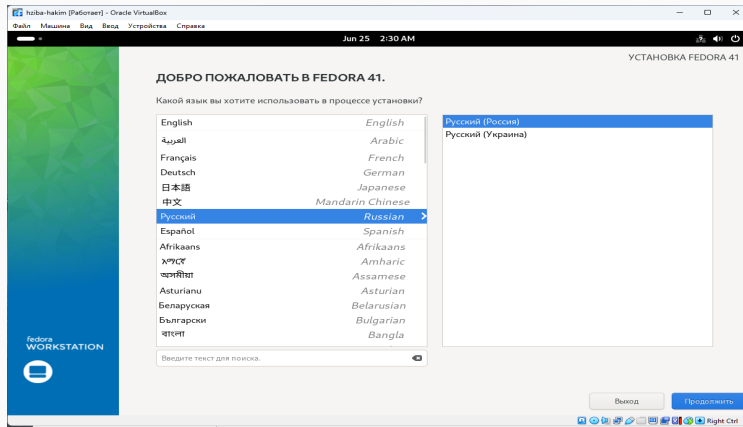 hziba-hakim [Работает] - Oracle VirtualBox
Файл Машина Вид Ввод Устройства Справка
Jun 25 2:30 AM
УСТАНОВКА FEDORA 41
ДОБРО ПОЖАЛОВАТЬ В FEDORA 41.
Какой язык вы хотите использовать в процессе установки?
English English
العربية Arabic
Français French
Deutsch German
日本語 Japanese
中文 Mandarin Chinese
Русский Russian
Español Spanish
Afrikaans Afrikaans
አማርኛ Amharic
অসমীয়া Assamese
Asturianu Asturian
Беларуская Belarusian
Български Bulgarian
বাংলা Bangla
Введите текст для поиска.
Русский (Россия)
Русский (Украина)
fedora
WORKSTATION
Выход Продолжить
Right Ctrl